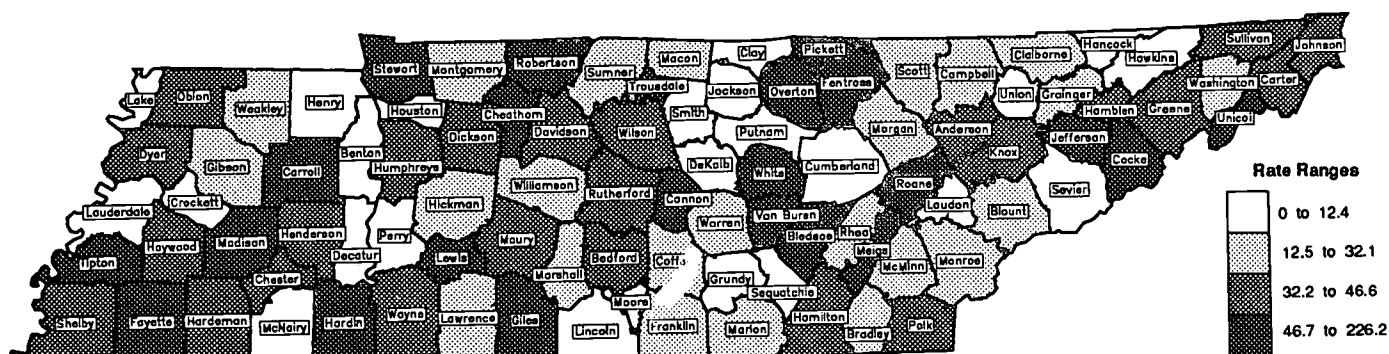 Sullivan
Johnson
Pickett
Clay
Hancock
Claiborne
Hawkins
Macon
Robertson
Stewart
Montgomery
Sumner
Scott
Campbell
Fentress
Overton
Trousdale
Jackson
Union
Grainger
Washington
Carter
Lake
Obion
Weakley
Henry
Houston
Cheatham
Smith
Hamblen
Greene
Unicoi
Dickson
Davidson
Wilson
Putnam
Morgan
Anderson
Jefferson
Knox
Cocke
Dyer
Gibson
Carroll
Benton
Humphreys
DeKalb
White
Cumberland
Roane
Sevier
Loudon
Blount
Williamson
Rutherford
Cannon
Crockett
Lauderdale
Hickman
Warren
Van Buren
Bledsoe
Rhea
Meigs
McMinn
Monroe
Haywood
Madison
Henderson
Decatur
Perry
Lewis
Maury
Marshall
Bedford
Coff
Grundy
Sequatchie
Tipton
Chester
Moore
Shelby
Fayette
Hardeman
McNairy
Hardin
Wayne
Lawrence
Giles
Lincoln
Franklin
Marion
Hamilton
Bradley
Polk
Rate Ranges
0 to 12.4
12.5 to 32.1
32.2 to 46.6
46.7 to 226.2